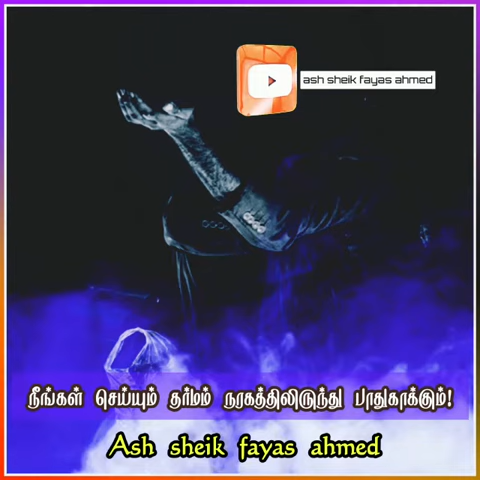 ash sheik fayas ahmed
நீங்கள் செய்யும் தர்மம் நரகத்திலிருந்து பாதுகாக்கும்!
Ash sheik fayas ahmed